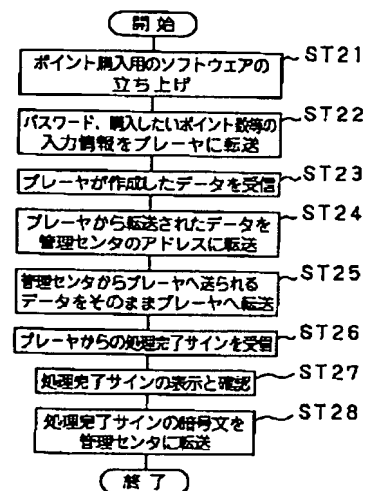 開始
ポイント購入用のソフトウェアの
立ち上げ
ST21
パスワード、購入したいポイント数等の
入力情報をプレーヤに転送
ST22
プレーヤが作成したデータを受信
ST23
プレーヤから転送されたデータを
管理センタのアドレスに転送
ST24
管理センタからプレーヤへ送られる
データをそのままプレーヤへ転送
ST25
プレーヤからの処理完了サインを受信
ST26
処理完了サインの表示と確認
ST27
処理完了サインの暗号文を
管理センタに転送
ST28
終了